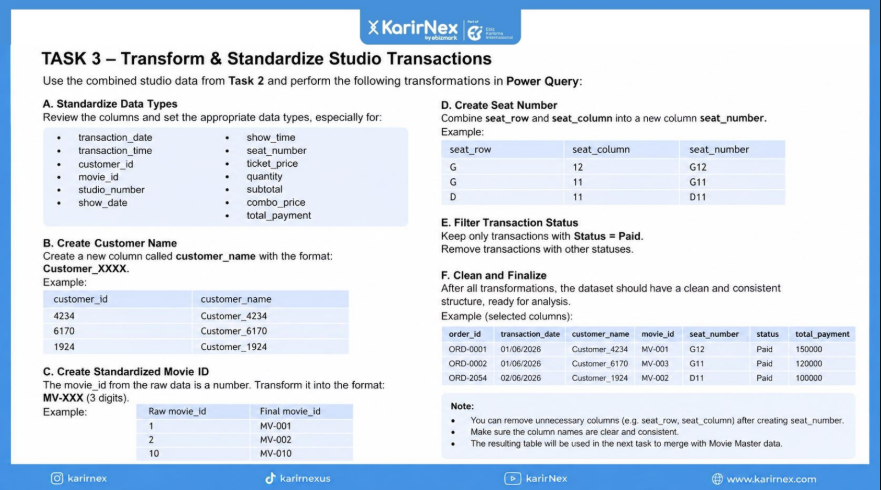 KarirNex
by bizmark
Part of
Eko
Karisma
International
TASK 3 – Transform & Standardize Studio Transactions
Use the combined studio data from Task 2 and perform the following transformations in Power Query:
A. Standardize Data Types
Review the columns and set the appropriate data types, especially for:
• transaction_date
• transaction_time
• customer_id
• movie_id
• studio_number
• show_date
• show_time
• seat_number
• ticket_price
• quantity
• subtotal
• combo_price
• total_payment
B. Create Customer Name
Create a new column called customer_name with the format:
Customer_XXXX.
Example:
customer_id customer_name
4234 Customer_4234
6170 Customer_6170
1924 Customer_1924
C. Create Standardized Movie ID
The movie_id from the raw data is a number. Transform it into the format:
MV-XXX (3 digits).
Example:
Raw movie_id Final movie_id
1 MV-001
2 MV-002
10 MV-010
D. Create Seat Number
Combine seat_row and seat_column into a new column seat_number.
Example:
seat_row seat_column seat_number
G 12 G12
G 11 G11
D 11 D11
E. Filter Transaction Status
Keep only transactions with Status = Paid.
Remove transactions with other statuses.
F. Clean and Finalize
After all transformations, the dataset should have a clean and consistent
structure, ready for analysis.
Example (selected columns):
order_id transaction_date customer_name movie_id seat_number status total_payment
ORD-0001 01/06/2026 Customer_4234 MV-001 G12 Paid 150000
ORD-0002 01/06/2026 Customer_6170 MV-003 G11 Paid 120000
ORD-2054 02/06/2026 Customer_1924 MV-002 D11 Paid 100000
Note:
• You can remove unnecessary columns (e.g. seat_row, seat_column) after creating seat_number.
• Make sure the column names are clear and consistent.
• The resulting table will be used in the next task to merge with Movie Master data.
karirnex
karirnexus
karirNex
www.karirnex.com